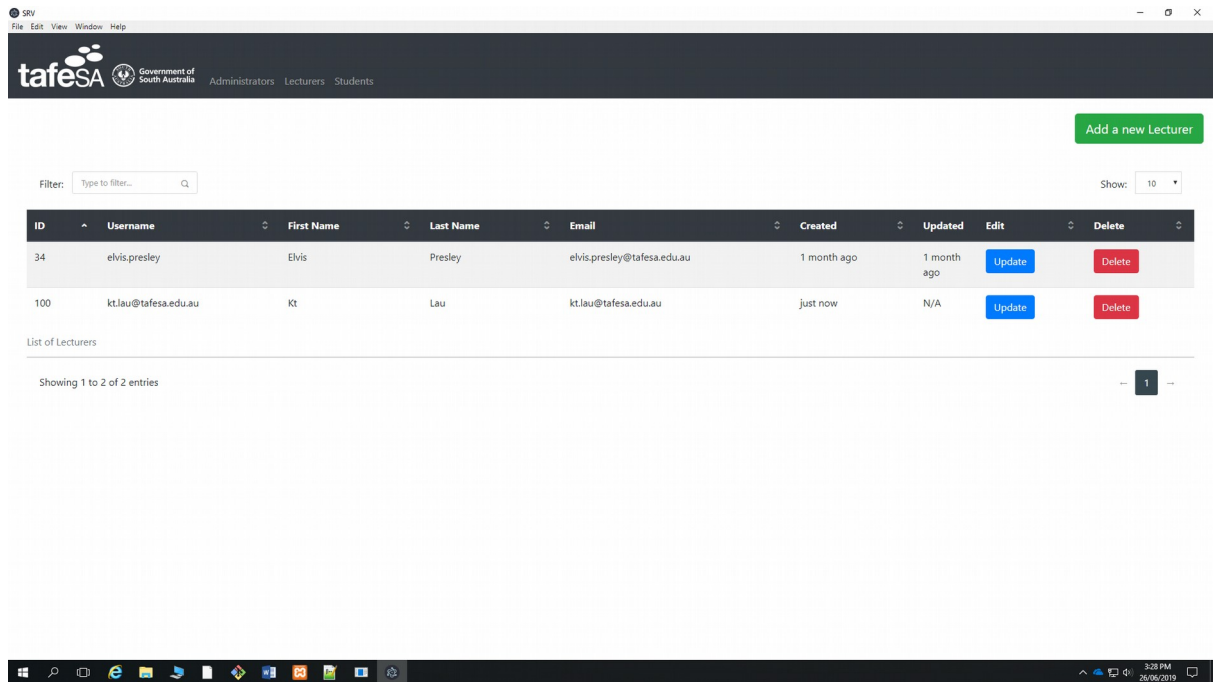 SRV
File Edit View Window Help
tafeSA Government of South Australia Administrators Lecturers Students
Add a new Lecturer
Filter: Type to filter... Show: 10
ID Username First Name Last Name Email Created Updated Edit Delete
34 elvis.presley Elvis Presley elvis.presley@tafesa.edu.au 1 month ago 1 month ago Update Delete
100 kt.lau@tafesa.edu.au Kt Lau kt.lau@tafesa.edu.au just now N/A Update Delete
List of Lecturers
Showing 1 to 2 of 2 entries ← 1 →
3:28 PM
26/06/2019